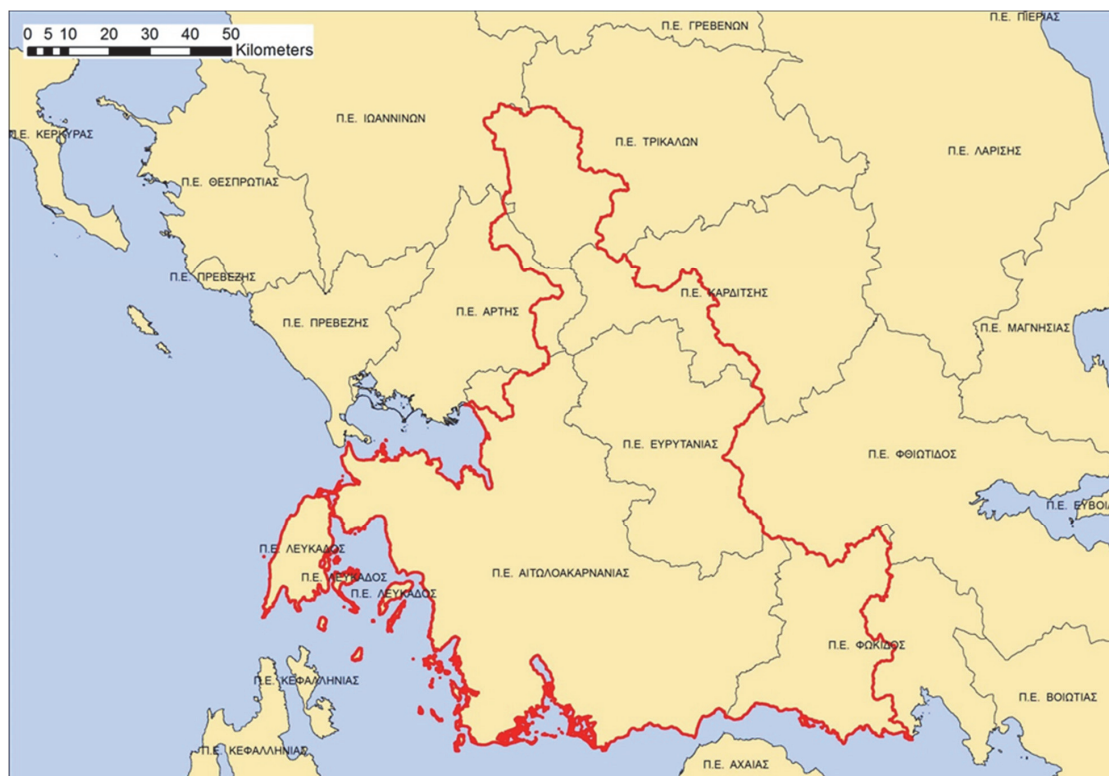 0 5 10 20 30 40 50
Kilometers
Π.Ε. ΓΡΕΒΕΝΩΝ
Π.Ε. ΠΙΕΡΙΑΣ
Π.Ε. ΙΩΑΝΝΙΝΩΝ
Π.Ε. ΚΕΡΚΥΡΑΣ
Π.Ε. ΤΡΙΚΑΛΩΝ
Π.Ε. ΛΑΡΙΣΗΣ
Π.Ε. ΘΕΣΠΡΩΤΙΑΣ
Π.Ε. ΠΡΕΒΕΖΗΣ
Π.Ε. ΚΑΡΔΙΤΣΗΣ
Π.Ε. ΑΡΤΗΣ
Π.Ε. ΠΡΕΒΕΖΗΣ
Π.Ε. ΜΑΓΝΗΣΙΑΣ
Π.Ε. ΕΥΡΥΤΑΝΙΑΣ
Π.Ε. ΦΘΙΩΤΙΔΟΣ
Π.Ε. ΕΥΒΟΙΑ
Π.Ε. ΛΕΥΚΑΔΟΣ
Π.Ε. ΛΕΥΚΑΔΟΣ
Π.Ε. ΑΙΤΩΛΟΑΚΑΡΝΑΝΙΑΣ
Π.Ε. ΛΕΥΚΑΔΟΣ
Π.Ε. ΦΩΚΙΔΟΣ
Π.Ε. ΚΕΦΑΛΛΗΝΙΑΣ
Π.Ε. ΒΟΙΩΤΙΑΣ
Π.Ε. ΚΕΦΑΛΛΗΝΙΑΣ
Π.Ε. ΑΧΑΙΑΣ